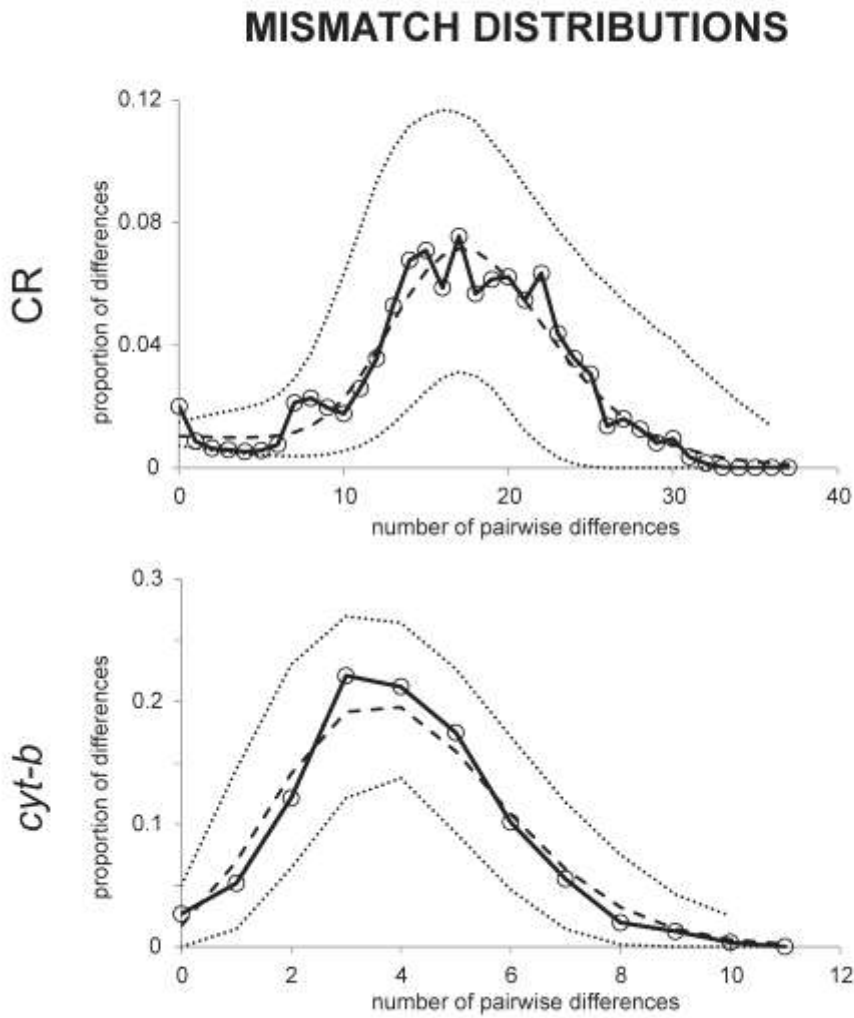 MISMATCH DISTRIBUTIONS
CR
proportion of differences
0.12
0.08
0.04
0
0 10 20 30 40
number of pairwise differences
cyt-b
proportion of differences
0.3
0.2
0.1
0
0 2 4 6 8 10 12
number of pairwise differences